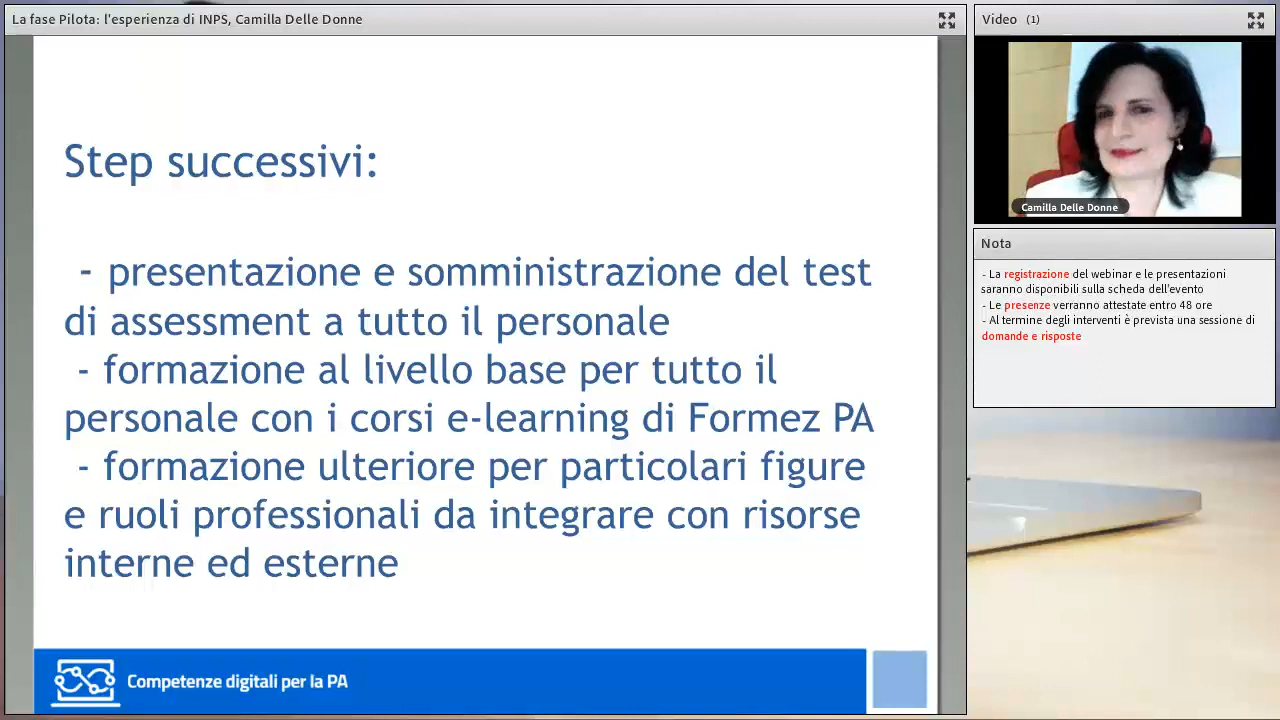 La fase Pilota: l'esperienza di INPS, Camilla Delle Donne
Step successivi:
- presentazione e somministrazione del test
di assessment a tutto il personale
- formazione al livello base per tutto il
personale con i corsi e-learning di Formez PA
- formazione ulteriore per particolari figure
e ruoli professionali da integrare con risorse
interne ed esterne
Competenze digitali per la PA
Video (1)
Camilla Delle Donne
Nota
- La registrazione del webinar e le presentazioni
saranno disponibili sulla scheda dell'evento
- Le presenze verranno attestate entro 48 ore
- Al termine degli interventi è prevista una sessione di
domande e risposte